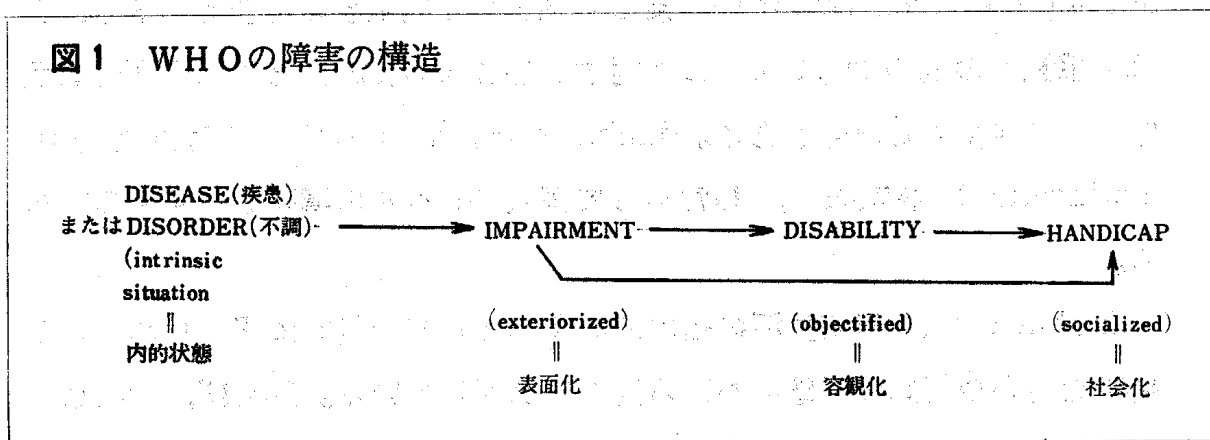 図1 WHOの障害の構造
DISEASE(疾患)
またはDISORDER(不調)
IMPAIRMENT
DISABILITY
HANDICAP
(intrinsic
situation
||
内的状態
(exteriorized)
||
表面化
(objectified)
||
容観化
(socialized)
||
社会化